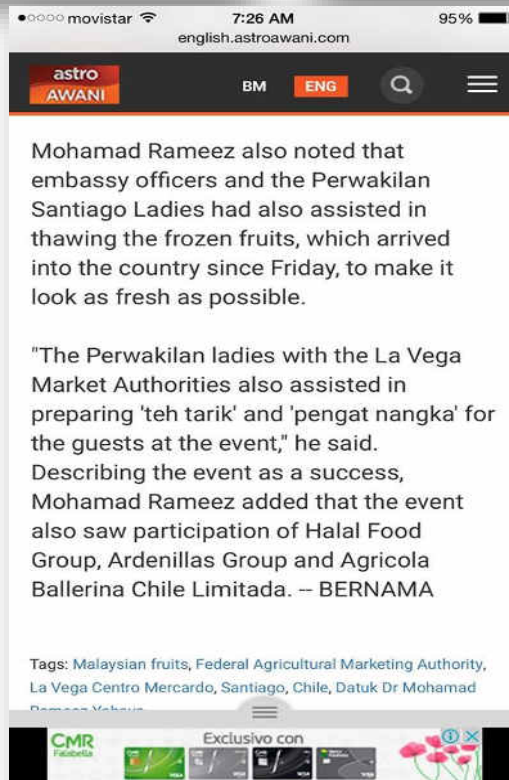 movistar 7:26 AM 95%
english.astroawani.com
astro
AWANI
BM ENG
Mohamad Rameez also noted that
embassy officers and the Perwakilan
Santiago Ladies had also assisted in
thawing the frozen fruits, which arrived
into the country since Friday, to make it
look as fresh as possible.
"The Perwakilan ladies with the La Vega
Market Authorities also assisted in
preparing 'teh tarik' and 'pengat nangka' for
the guests at the event," he said.
Describing the event as a success,
Mohamad Rameez added that the event
also saw participation of Halal Food
Group, Ardenillas Group and Agricola
Ballerina Chile Limitada. -- BERNAMA
Tags: Malaysian fruits, Federal Agricultural Marketing Authority,
La Vega Centro Mercardo, Santiago, Chile, Datuk Dr Mohamad
CMR
Falabella
Exclusivo con